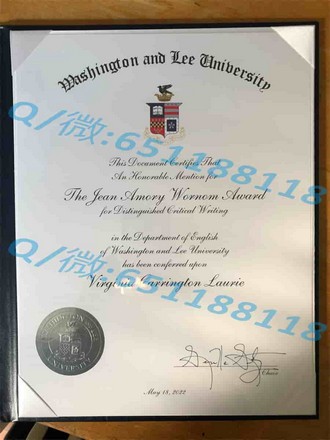 Washington and Lee University
This Document Certifies That
An Honorable Mention for
The Jean Amory Wornom Award
for Distinguished Critical Writing
in the Department of English
of Washington and Lee University
has been conferred upon
Virginia Carrington Laurie
Chair
May 18, 2022
Q/微:651188118
Q/微:651188118
Q/微:651188118